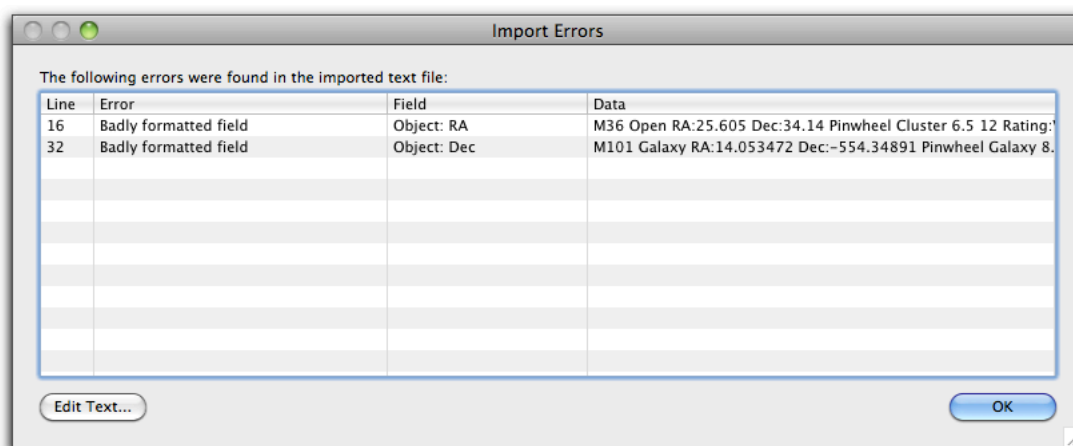 Import Errors
The following errors were found in the imported text file:
Line Error Field Data
16 Badly formatted field Object: RA M36 Open RA:25.605 Dec:34.14 Pinwheel Cluster 6.5 12 Rating:
32 Badly formatted field Object: Dec M101 Galaxy RA:14.053472 Dec:-554.34891 Pinwheel Galaxy 8.
Edit Text... OK